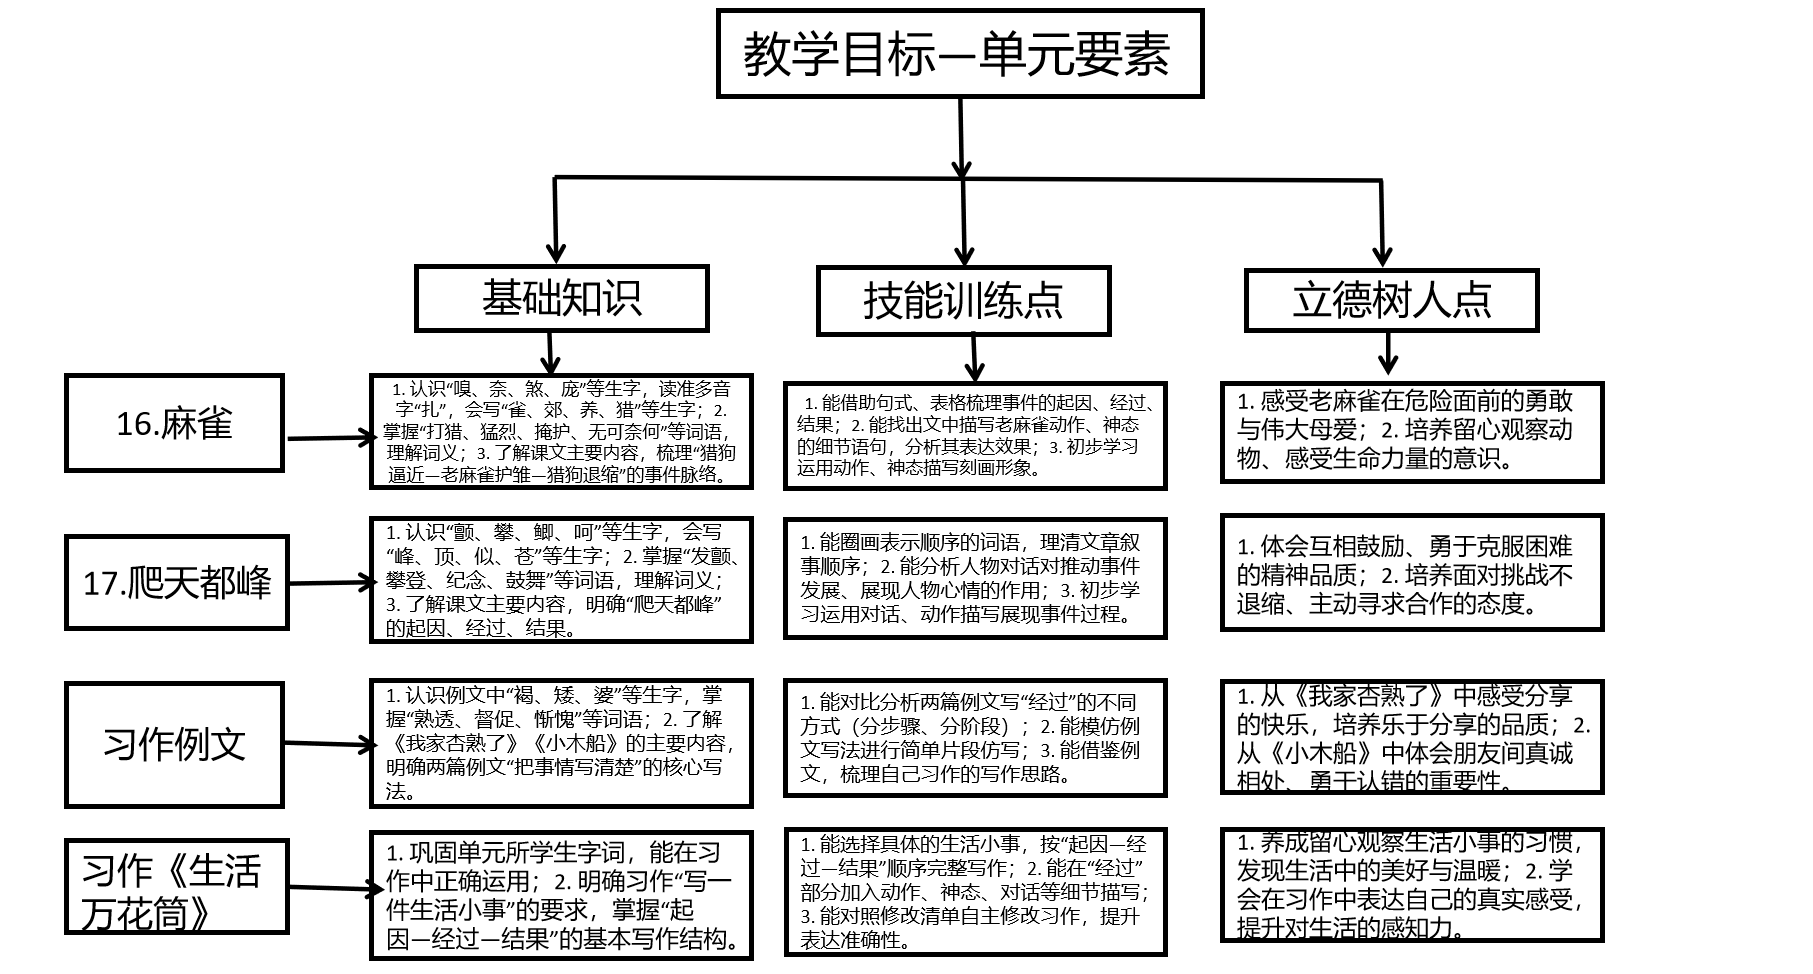 教学目标—单元要素
基础知识
技能训练点
立德树人点
16.麻雀
1. 认识“嗅、奈、煞、庞”等生字，读准多音
字“扎”，会写“雀、郊、养、猎”等生字；2.
掌握“打猎、猛烈、掩护、无可奈何”等词语，
理解词义；3. 了解课文主要内容，梳理“猎狗
逼近—老麻雀护雏—猎狗退缩”的事件脉络。
1. 能借助句式、表格梳理事件的起因、经过、
结果；2. 能找出文中描写老麻雀动作、神态
的细节语句，分析其表达效果；3. 初步学习
运用动作、神态描写刻画形象。
1. 感受老麻雀在危险面前的勇敢
与伟大母爱；2. 培养留心观察动
物、感受生命力量的意识。
17.爬天都峰
1. 认识“颤、攀、鲫、呵”等生字，会写
“峰、顶、似、苍”等生字；2. 掌握“发颤、
攀登、纪念、鼓舞”等词语，理解词义；
3. 了解课文主要内容，明确“爬天都峰”
的起因、经过、结果。
1. 能圈画表示顺序的词语，理清文章叙
事顺序；2. 能分析人物对话对推动事件
发展、展现人物心情的作用；3. 初步学
习运用对话、动作描写展现事件过程。
1. 体会互相鼓励、勇于克服困难
的精神品质；2. 培养面对挑战不
退缩、主动寻求合作的态度。
习作例文
1. 认识例文中“褐、矮、婆”等生字，掌
握“熟透、督促、惭愧”等词语；2. 了解
《我家杏熟了》《小木船》的主要内容，
明确两篇例文“把事情写清楚”的核心写
法。
1. 能对比分析两篇例文写“经过”的不同
方式（分步骤、分阶段）；2. 能模仿例
文写法进行简单片段仿写；3. 能借鉴例
文，梳理自己习作的写作思路。
1. 从《我家杏熟了》中感受分享
的快乐，培养乐于分享的品质；2.
从《小木船》中体会朋友间真诚
相处、勇于认错的重要性。
习作《生活
万花筒》
1. 巩固单元所学生字词，能在习
作中正确运用；2. 明确习作“写一
件生活小事”的要求，掌握“起
因—经过—结果”的基本写作结构。
1. 能选择具体的生活小事，按“起因—经
过—结果”顺序完整写作；2. 能在“经过”
部分加入动作、神态、对话等细节描写；
3. 能对照修改清单自主修改习作，提升
表达准确性。
1. 养成留心观察生活小事的习惯，
发现生活中的美好与温暖；2. 学
会在习作中表达自己的真实感受，
提升对生活的感知力。